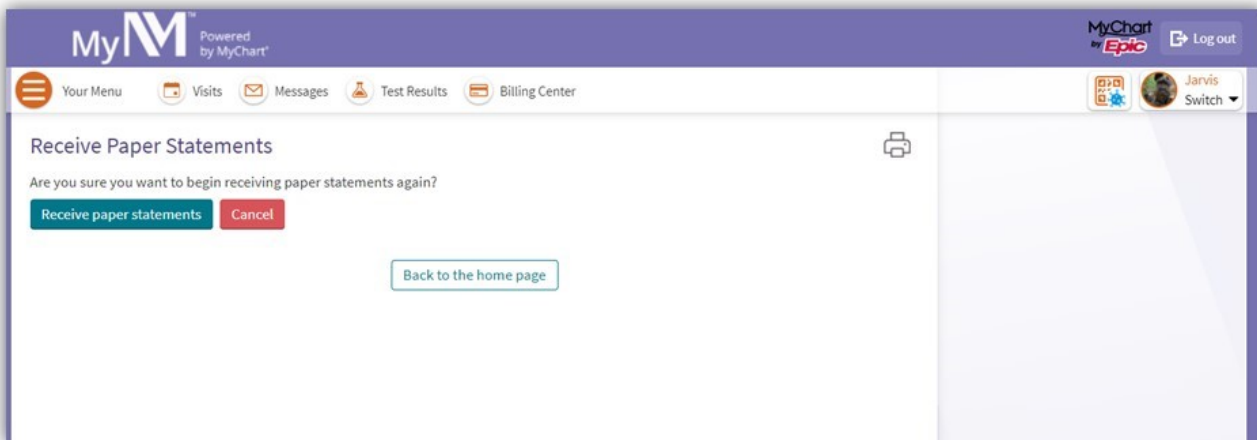 My NM™ Powered by MyChart®
MyChart by Epic
Log out
Your Menu
Visits
Messages
Test Results
Billing Center
Jarvis
Switch
Receive Paper Statements
Are you sure you want to begin receiving paper statements again?
Receive paper statements
Cancel
Back to the home page